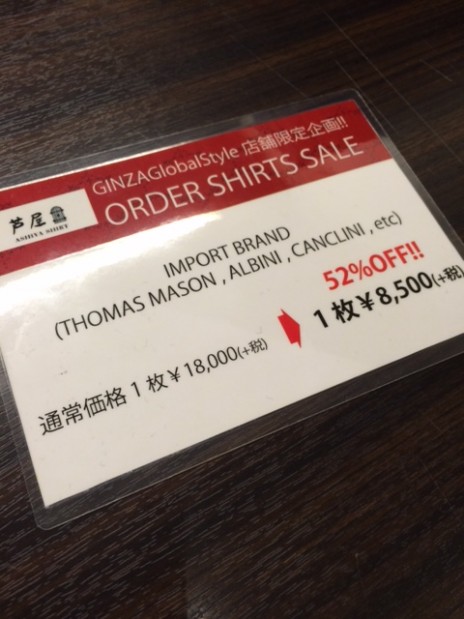 GINZAGlobalStyle 店舗限定企画!!
芦屋
ASHIYA SHIRT
ORDER SHIRTS SALE
IMPORT BRAND
(THOMAS MASON , ALBINI , CANCLINI , etc)
52%OFF!!
通常価格1枚¥18,000(+税)
1枚¥8,500(+税)